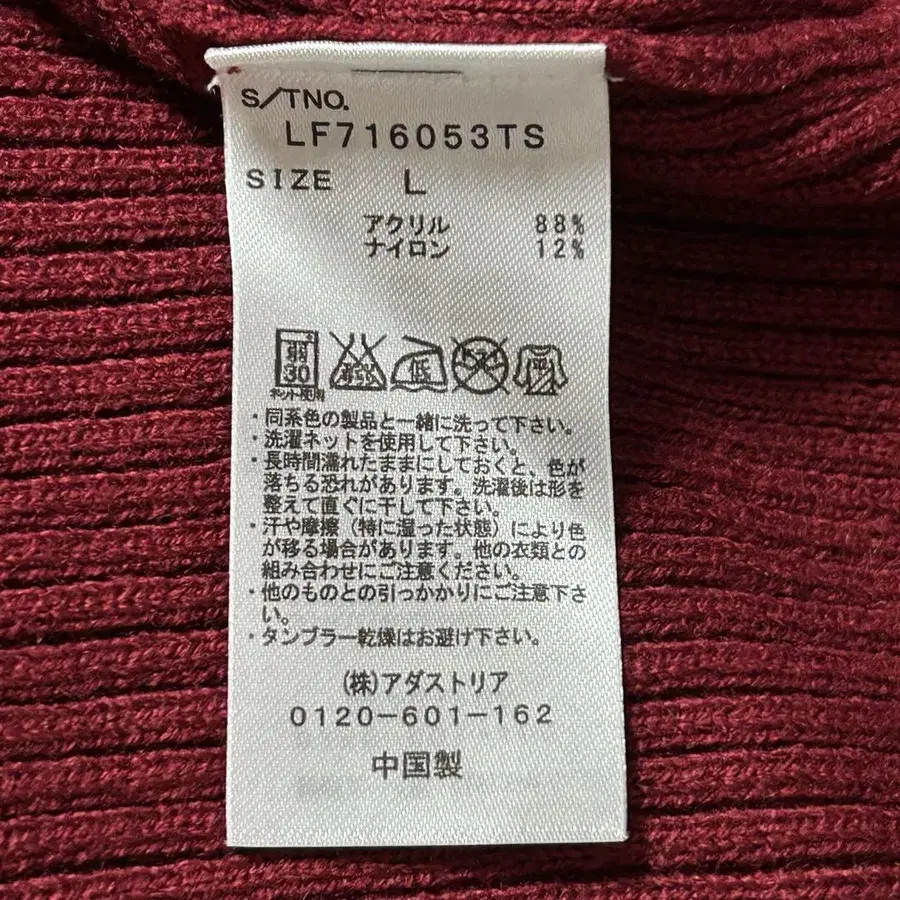 S/TNO.
LF716053TS
SIZE L
アクリル 88%
ナイロン 12%
弱
30
ネット使用
エンソ
サラシ
低
平
・同系色の製品と一緒に洗って下さい。
・洗濯ネットを使用して下さい。
・長時間濡れたままにしておくと、色が
落ちる恐れがあります。洗濯後は形を
整えて直ぐに干して下さい。
・汗や摩擦（特に湿った状態）により色
が移る場合があります。他の衣類との
組み合わせにご注意ください。
・他のものとの引っかかりにご注意下さ
い。
・タンブラー乾燥はお避け下さい。
(株)アダストリア
0120-601-162
中国製